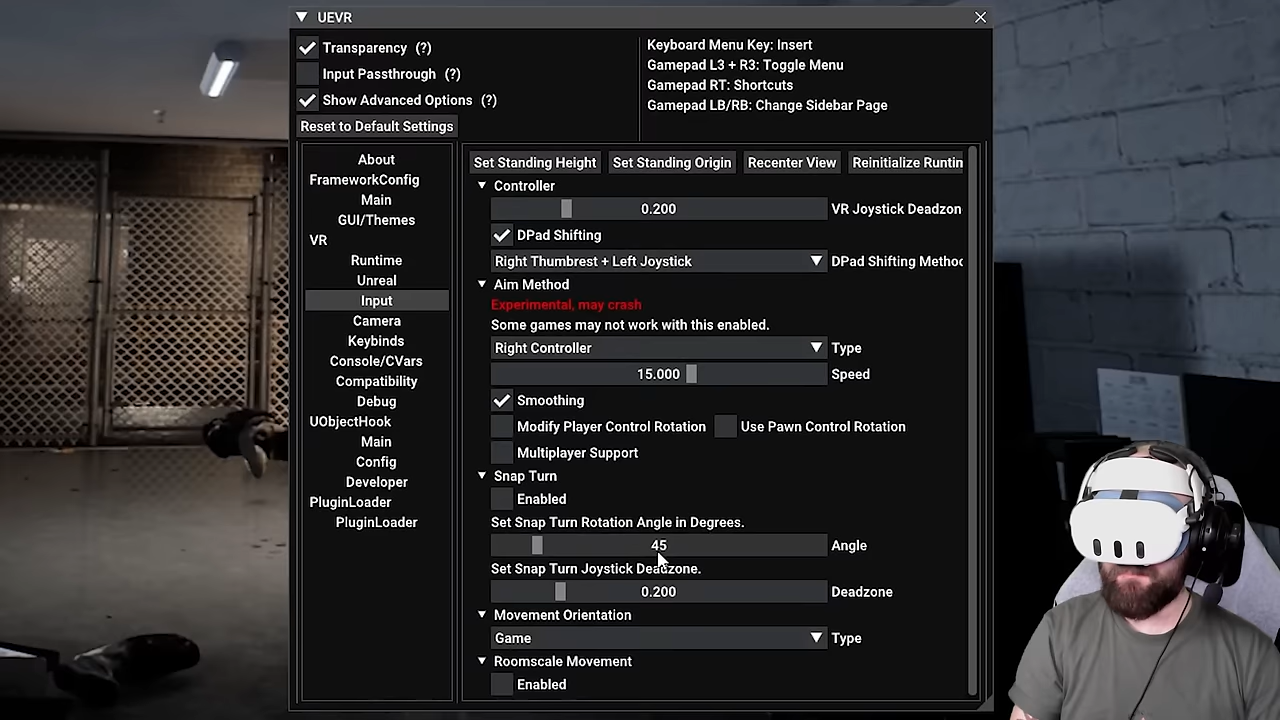 UEVR
Transparency (?)
Input Passthrough (?)
Show Advanced Options (?)
Reset to Default Settings
Keyboard Menu Key: Insert
Gamepad L3 + R3: Toggle Menu
Gamepad RT: Shortcuts
Gamepad LB/RB: Change Sidebar Page
About
FrameworkConfig
Main
GUI/Themes
VR
Runtime
Unreal
Input
Camera
Keybinds
Console/CVars
Compatibility
Debug
UObjectHook
Main
Config
Developer
PluginLoader
PluginLoader
Set Standing Height Set Standing Origin Recenter View Reinitialize Runtin
Controller
0.200 VR Joystick Deadzon
DPad Shifting
Right Thumbrest + Left Joystick DPad Shifting Method
Aim Method
Experimental, may crash
Some games may not work with this enabled.
Right Controller Type
15.000 Speed
Smoothing
Modify Player Control Rotation Use Pawn Control Rotation
Multiplayer Support
Snap Turn
Enabled
Set Snap Turn Rotation Angle in Degrees.
45 Angle
Set Snap Turn Joystick Deadzone.
0.200 Deadzone
Movement Orientation
Game Type
Roomscale Movement
Enabled